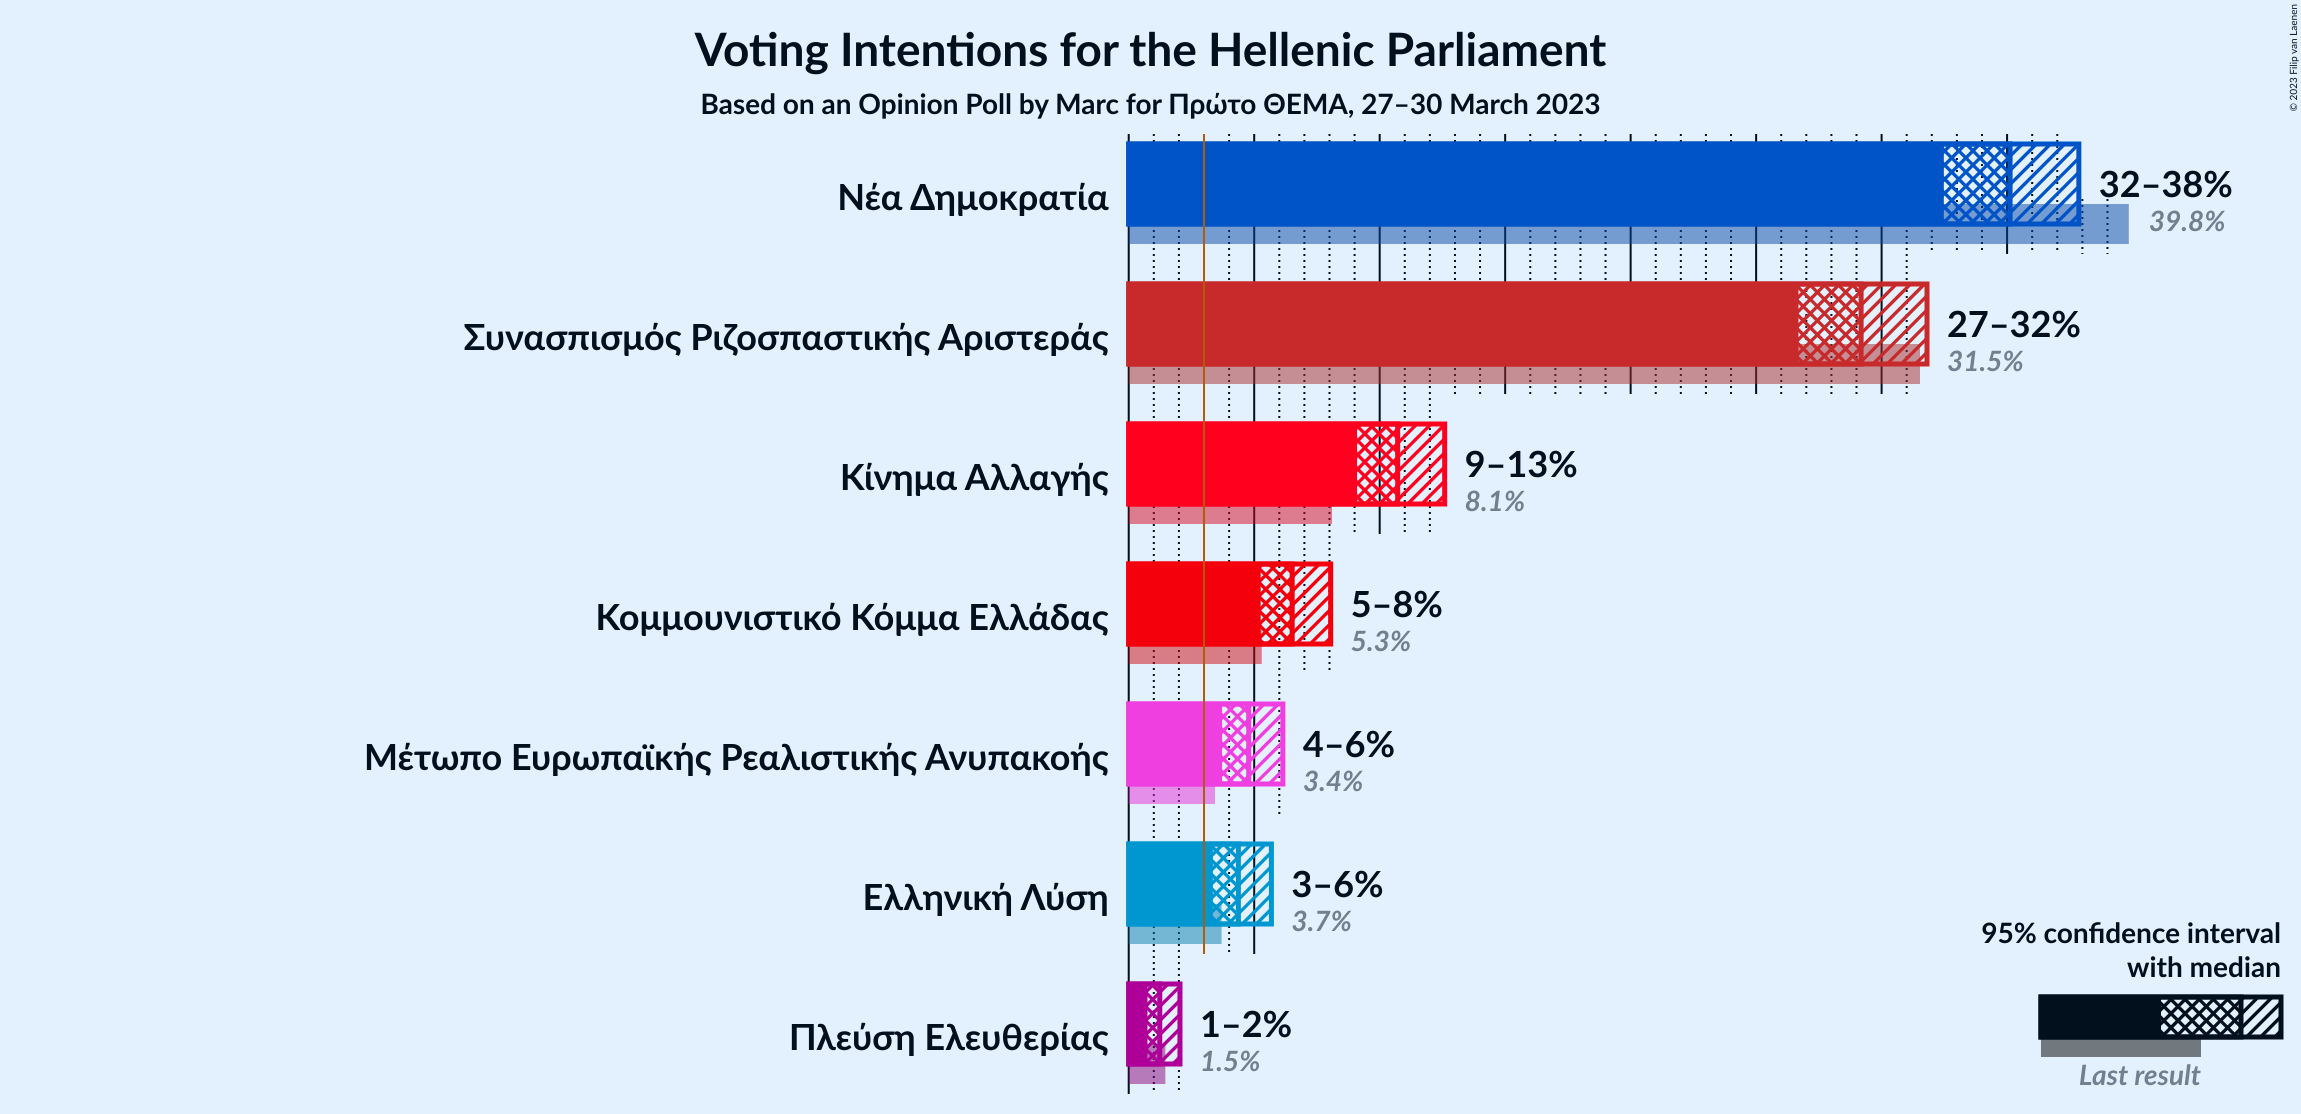 Voting Intentions for the Hellenic Parliament
Based on an Opinion Poll by Marc for Πρώτο ΘΕΜΑ, 27–30 March 2023
© 2023 Filip van Laenen
Νέα Δημοκρατία
32–38%
39.8%
Συνασπισμός Ριζοσπαστικής Αριστεράς
27–32%
31.5%
Κίνημα Αλλαγής
9–13%
8.1%
Κομμουνιστικό Κόμμα Ελλάδας
5–8%
5.3%
Μέτωπο Ευρωπαϊκής Ρεαλιστικής Ανυπακοής
4–6%
3.4%
Ελληνική Λύση
3–6%
3.7%
Πλεύση Ελευθερίας
1–2%
1.5%
95% confidence interval
with median
Last result